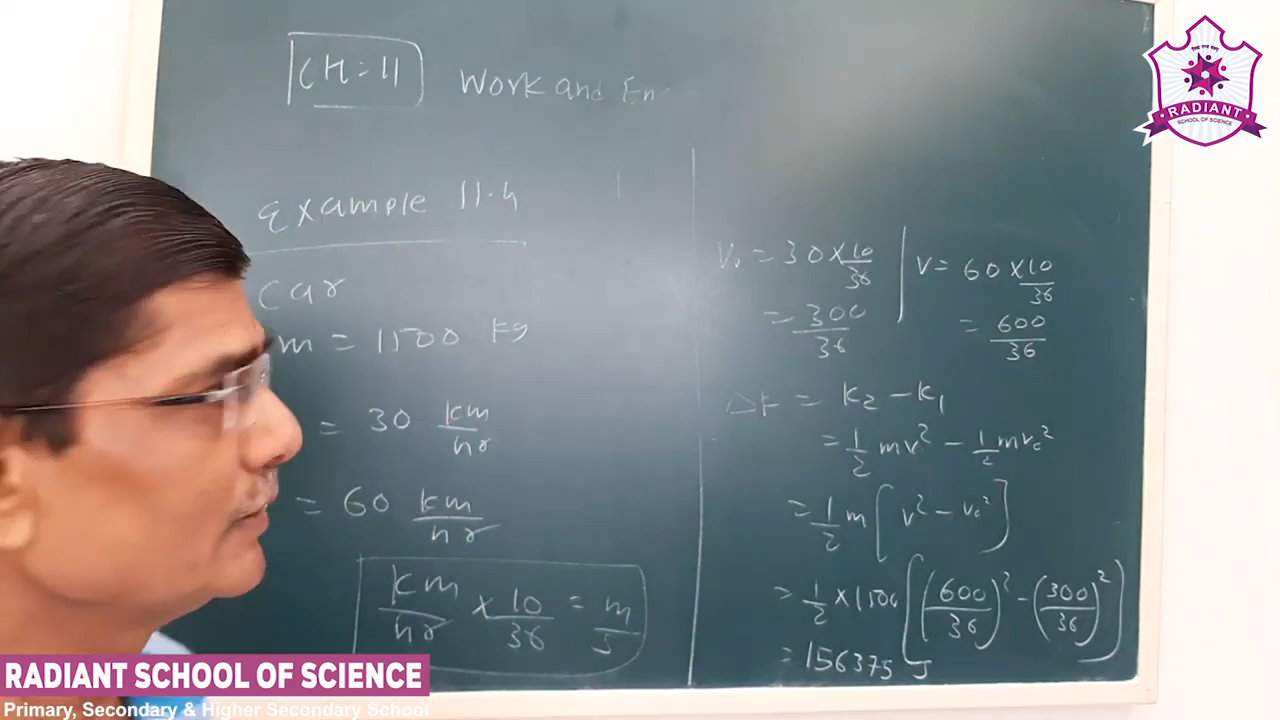 CH = 11
Work and En
example 11.4
car
m = 1500 kg
= 30 km/hr
= 60 km/hr
km/hr × 10/36 = m/s
V₀ = 30 × 10/36
= 300/36
V = 60 × 10/36
= 600/36
ΔK = K₂ - K₁
= 1/2 mv² - 1/2 mv₀²
= 1/2 m [v² - v₀²]
= 1/2 × 1500 [(600/36)² - (300/36)²]
= 156375 J
RADIANT
SCHOOL OF SCIENCE
RADIANT SCHOOL OF SCIENCE
Primary, Secondary & Higher Secondary School